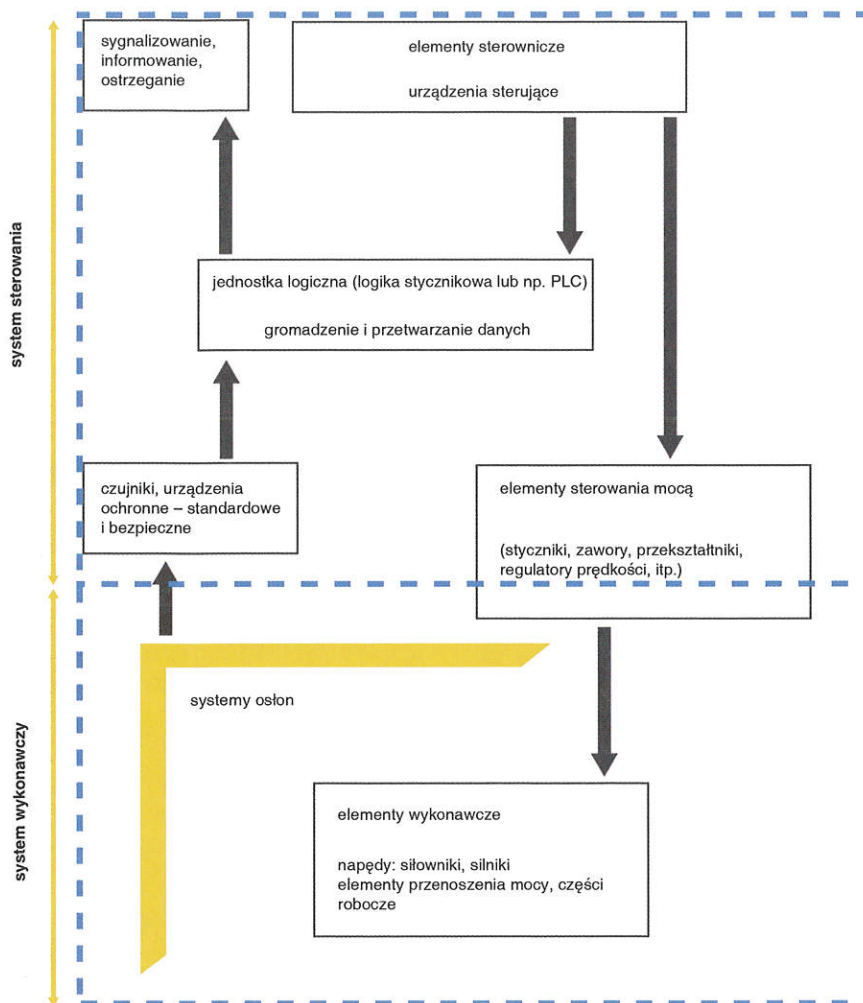 sygnalizowanie,
informowanie,
ostrzeganie
elementy sterownicze
urządzenia sterujące
system sterowania
jednostka logiczna (logika stycznikowa lub np. PLC)
gromadzenie i przetwarzanie danych
czujniki, urządzenia
ochronne – standardowe
i bezpieczne
elementy sterowania mocą
(styczniki, zawory, przekształtniki,
regulatory prędkości, itp.)
system wykonawczy
systemy osłon
elementy wykonawcze
napędy: siłowniki, silniki
elementy przenoszenia mocy, części
robocze